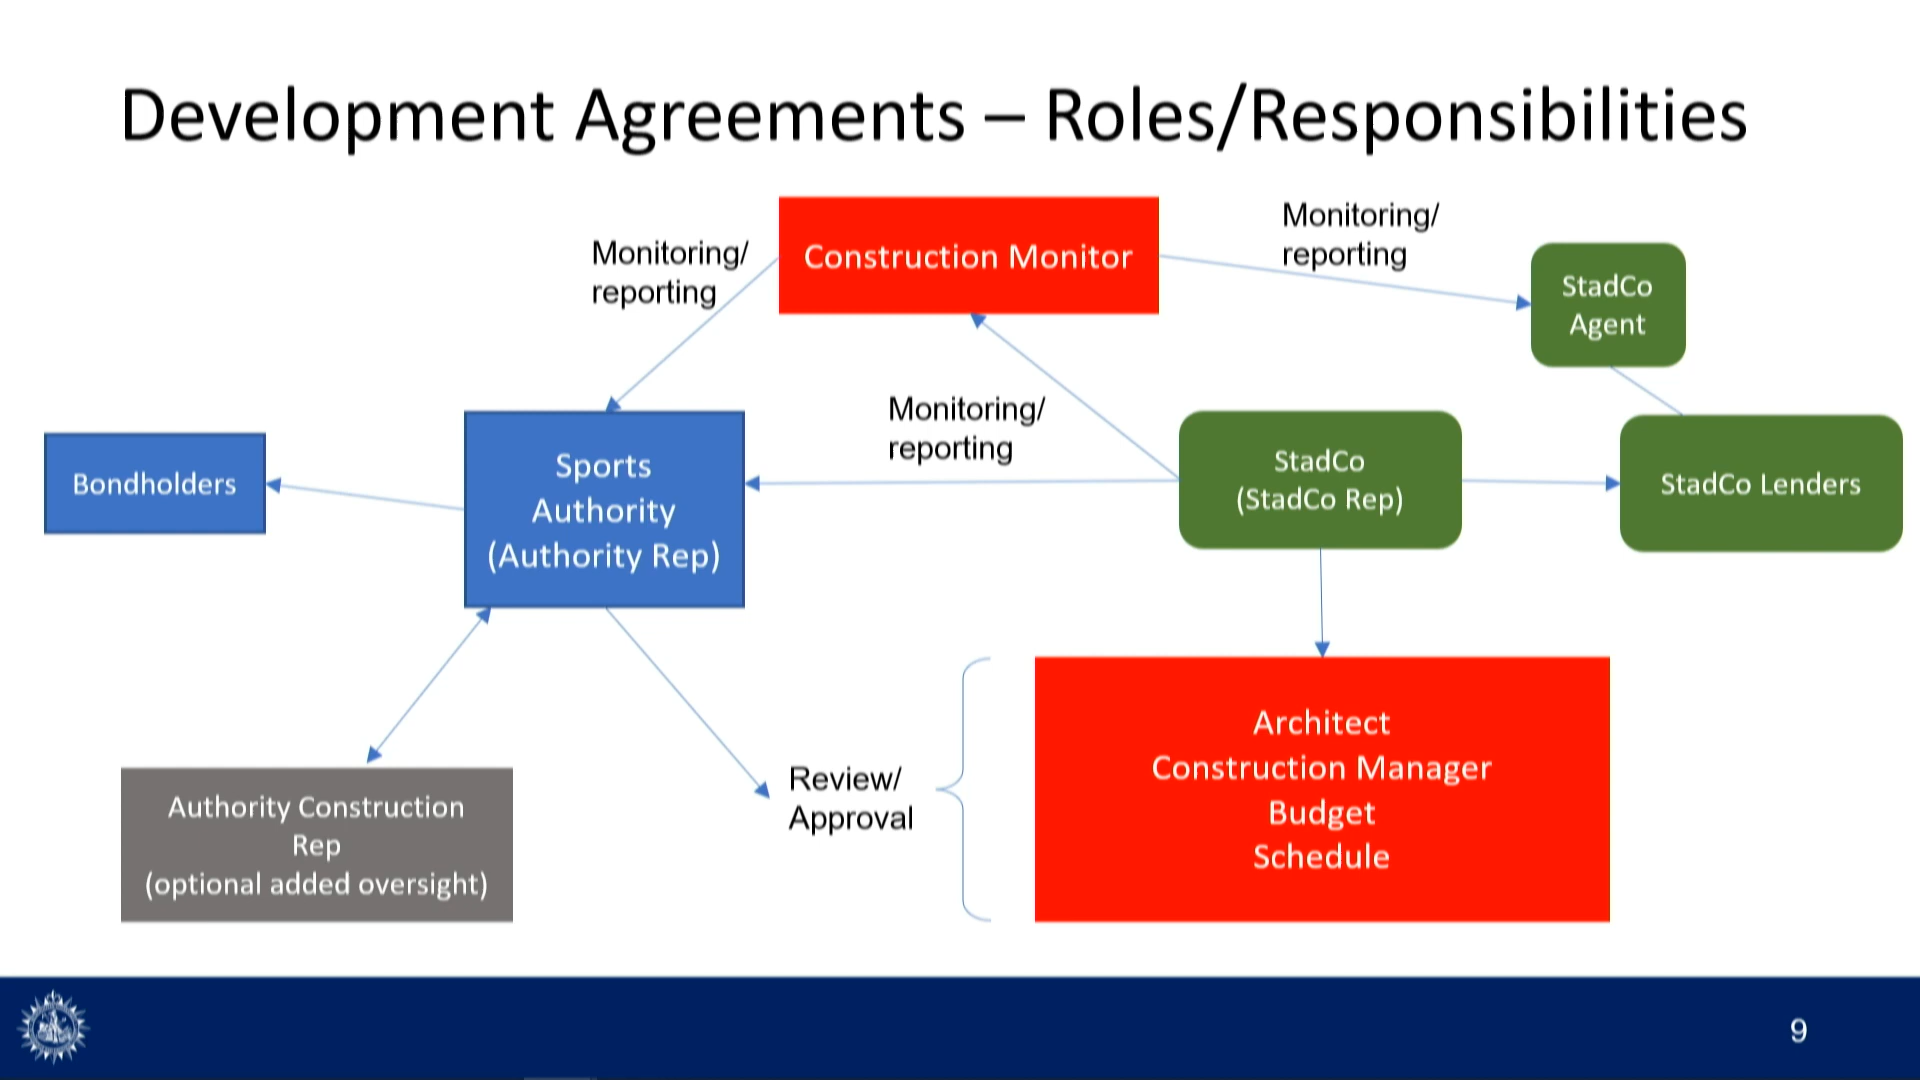 Development Agreements – Roles/Responsibilities
Monitoring/
reporting
Construction Monitor
Monitoring/
reporting
StadCo
Agent
Bondholders
Sports
Authority
(Authority Rep)
Monitoring/
reporting
StadCo
(StadCo Rep)
StadCo Lenders
Authority Construction
Rep
(optional added oversight)
Review/
Approval
Architect
Construction Manager
Budget
Schedule
9